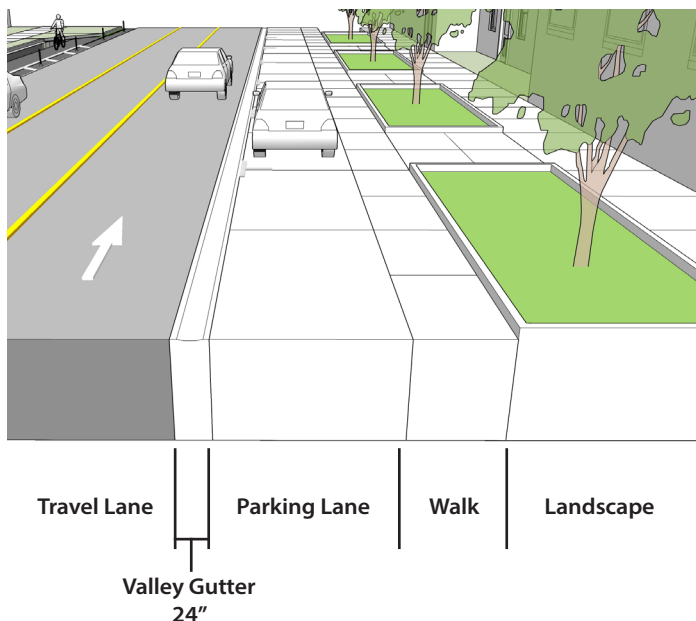 Travel Lane
Parking Lane
Walk
Landscape
Valley Gutter
24”